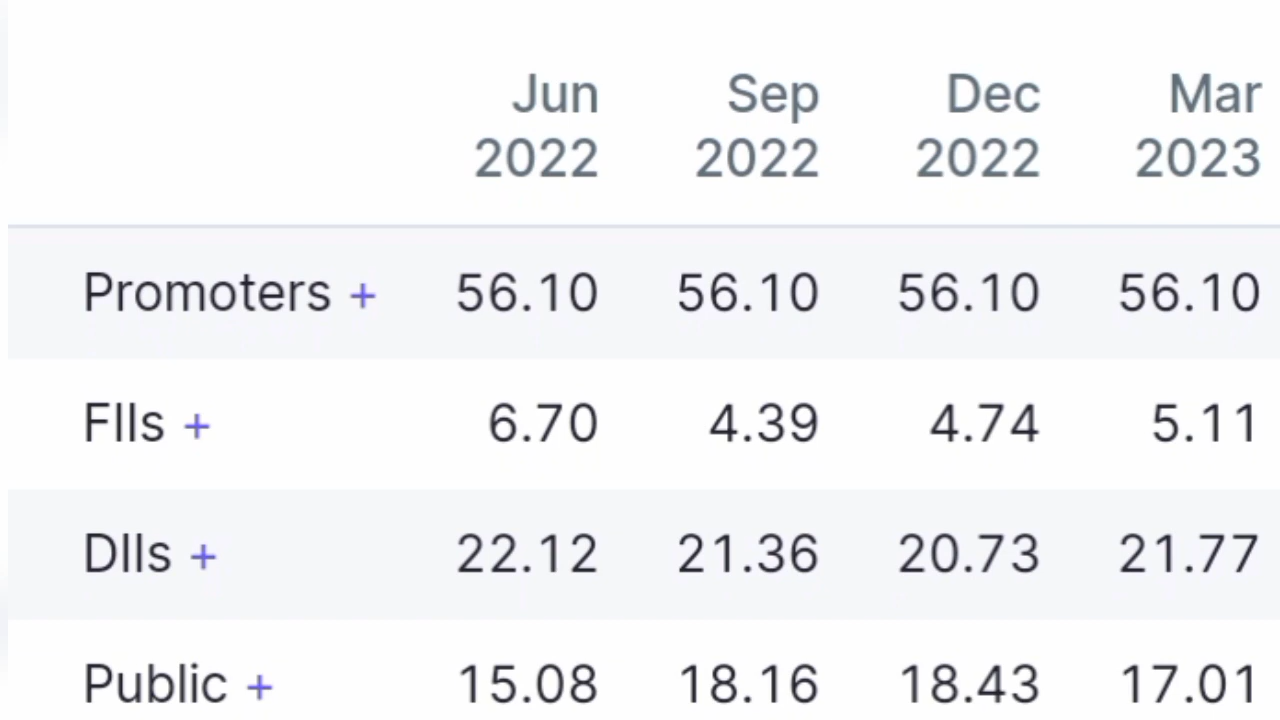 Jun Sep Dec Mar
2022 2022 2022 2023
Promoters + 56.10 56.10 56.10 56.10
FIIs + 6.70 4.39 4.74 5.11
DIIs + 22.12 21.36 20.73 21.77
Public + 15.08 18.16 18.43 17.01